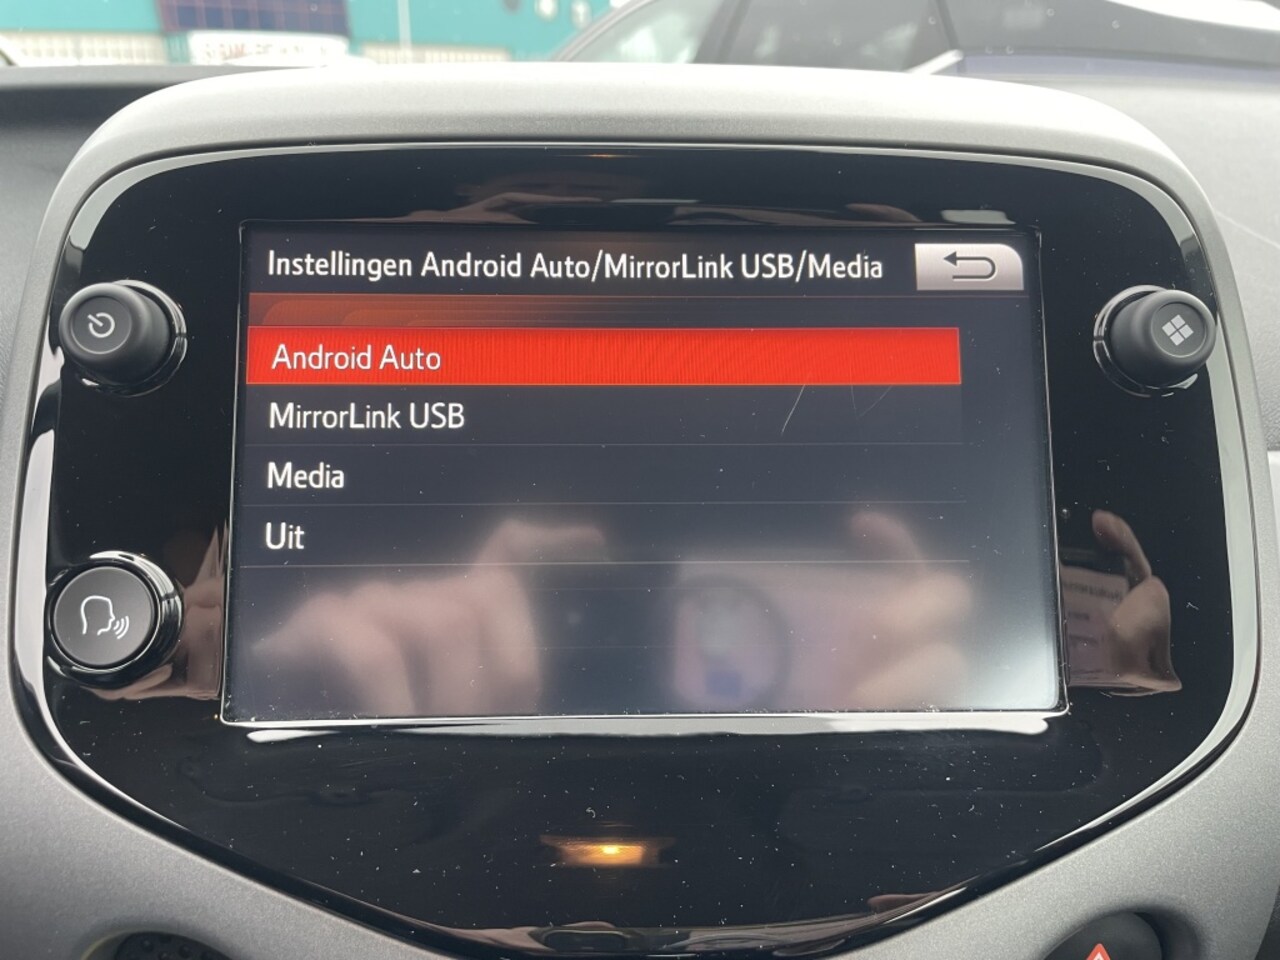 Instellingen Android Auto/MirrorLink USB/Media
Android Auto
MirrorLink USB
Media
Uit